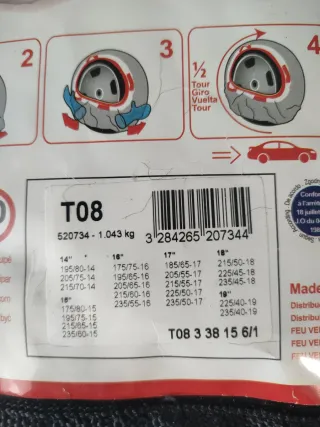 2
3
4
½
Tour
Giro
Vuelta
Tour
T08
520734 - 1.043 kg
3 284265 207344
14"
195/80-14
205/75-14
215/70-14
15"
175/80-15
195/75-15
215/65-15
235/60-15
16"
175/75-16
195/65-16
205/60-16
215/60-16
235/55-16
17"
185/65-17
205/55-17
225/50-17
235/50-17
18"
215/50-18
225/45-18
235/45-18
19"
225/40-19
235/40-19
T08 3 38 15 6/1
Made
Distribu
Distribu
FEU VE
FEU VE
FEU VE